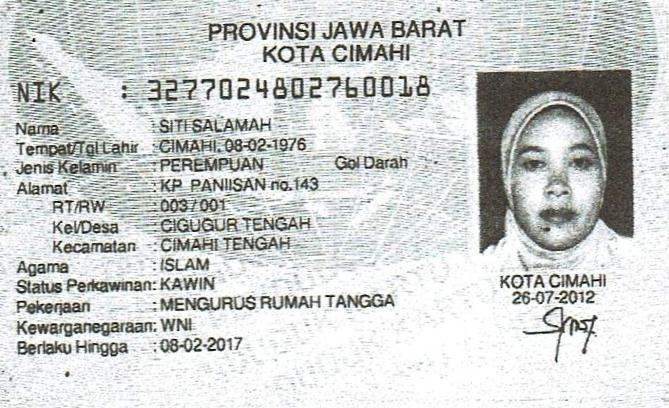 PROVINSI JAWA BARAT
KOTA CIMAHI
NIK : 3277024802760018
Nama : SITI SALAMAH
Tempat/Tgl Lahir : CIMAHI, 08-02-1976
Jenis Kelamin : PEREMPUAN Gol Darah
Alamat : KP PANIISAN no.143
RT/RW : 003/001
Kel/Desa : CIGUGUR TENGAH
Kecamatan : CIMAHI TENGAH
Agama : ISLAM
Status Perkawinan: KAWIN
Pekerjaan : MENGURUS RUMAH TANGGA
Kewarganegaraan: WNI
Berlaku Hingga : 08-02-2017
KOTA CIMAHI
26-07-2012